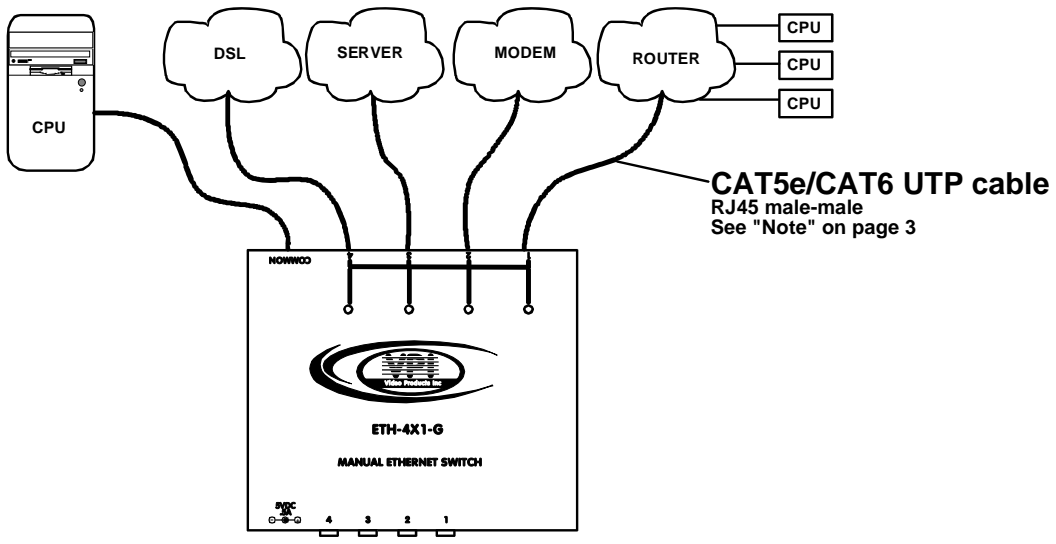 CPU
DSL
SERVER
MODEM
ROUTER
CPU
CPU
CPU
CAT5e/CAT6 UTP cable
RJ45 male-male
See "Note" on page 3
COMMON
VPI
Video Products Inc
ETH-4X1-G
MANUAL ETHERNET SWITCH
5VDC
4 3 2 1